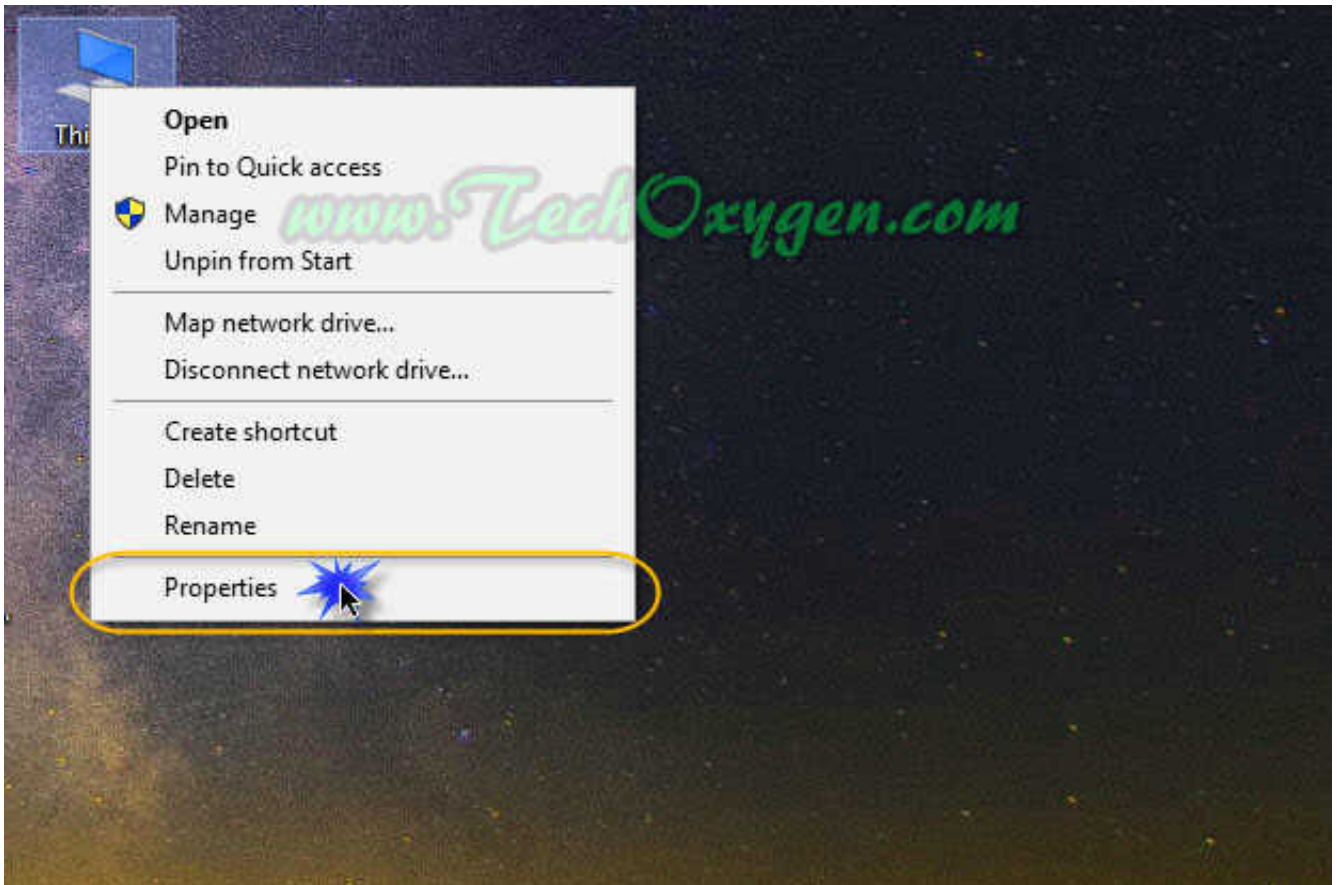 Thi
Open
Pin to Quick access
Manage
www.TechOxygen.com
Unpin from Start
Map network drive...
Disconnect network drive...
Create shortcut
Delete
Rename
Properties